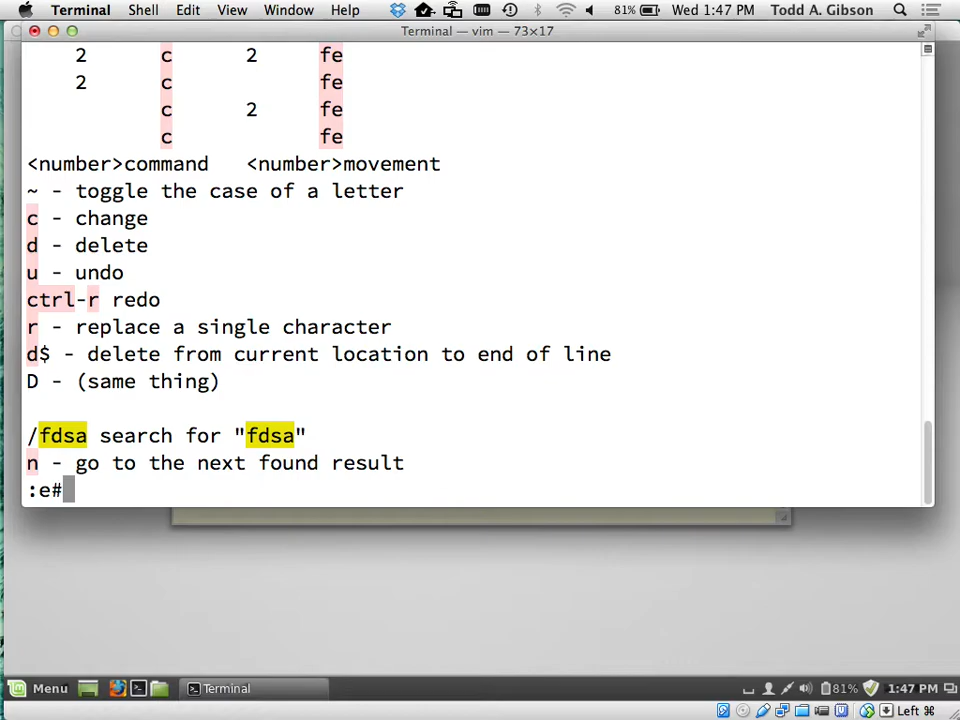 Terminal Shell Edit View Window Help 81% Wed 1:47 PM Todd A. Gibson
Terminal — vim — 73×17
2 c 2 fe
2 c fe
c 2 fe
c fe
<number>command <number>movement
~ - toggle the case of a letter
c - change
d - delete
u - undo
ctrl-r redo
r - replace a single character
d$ - delete from current location to end of line
D - (same thing)
/fdsa search for "fdsa"
n - go to the next found result
:e#
Menu Terminal 81% 1:47 PM
Left ⌘